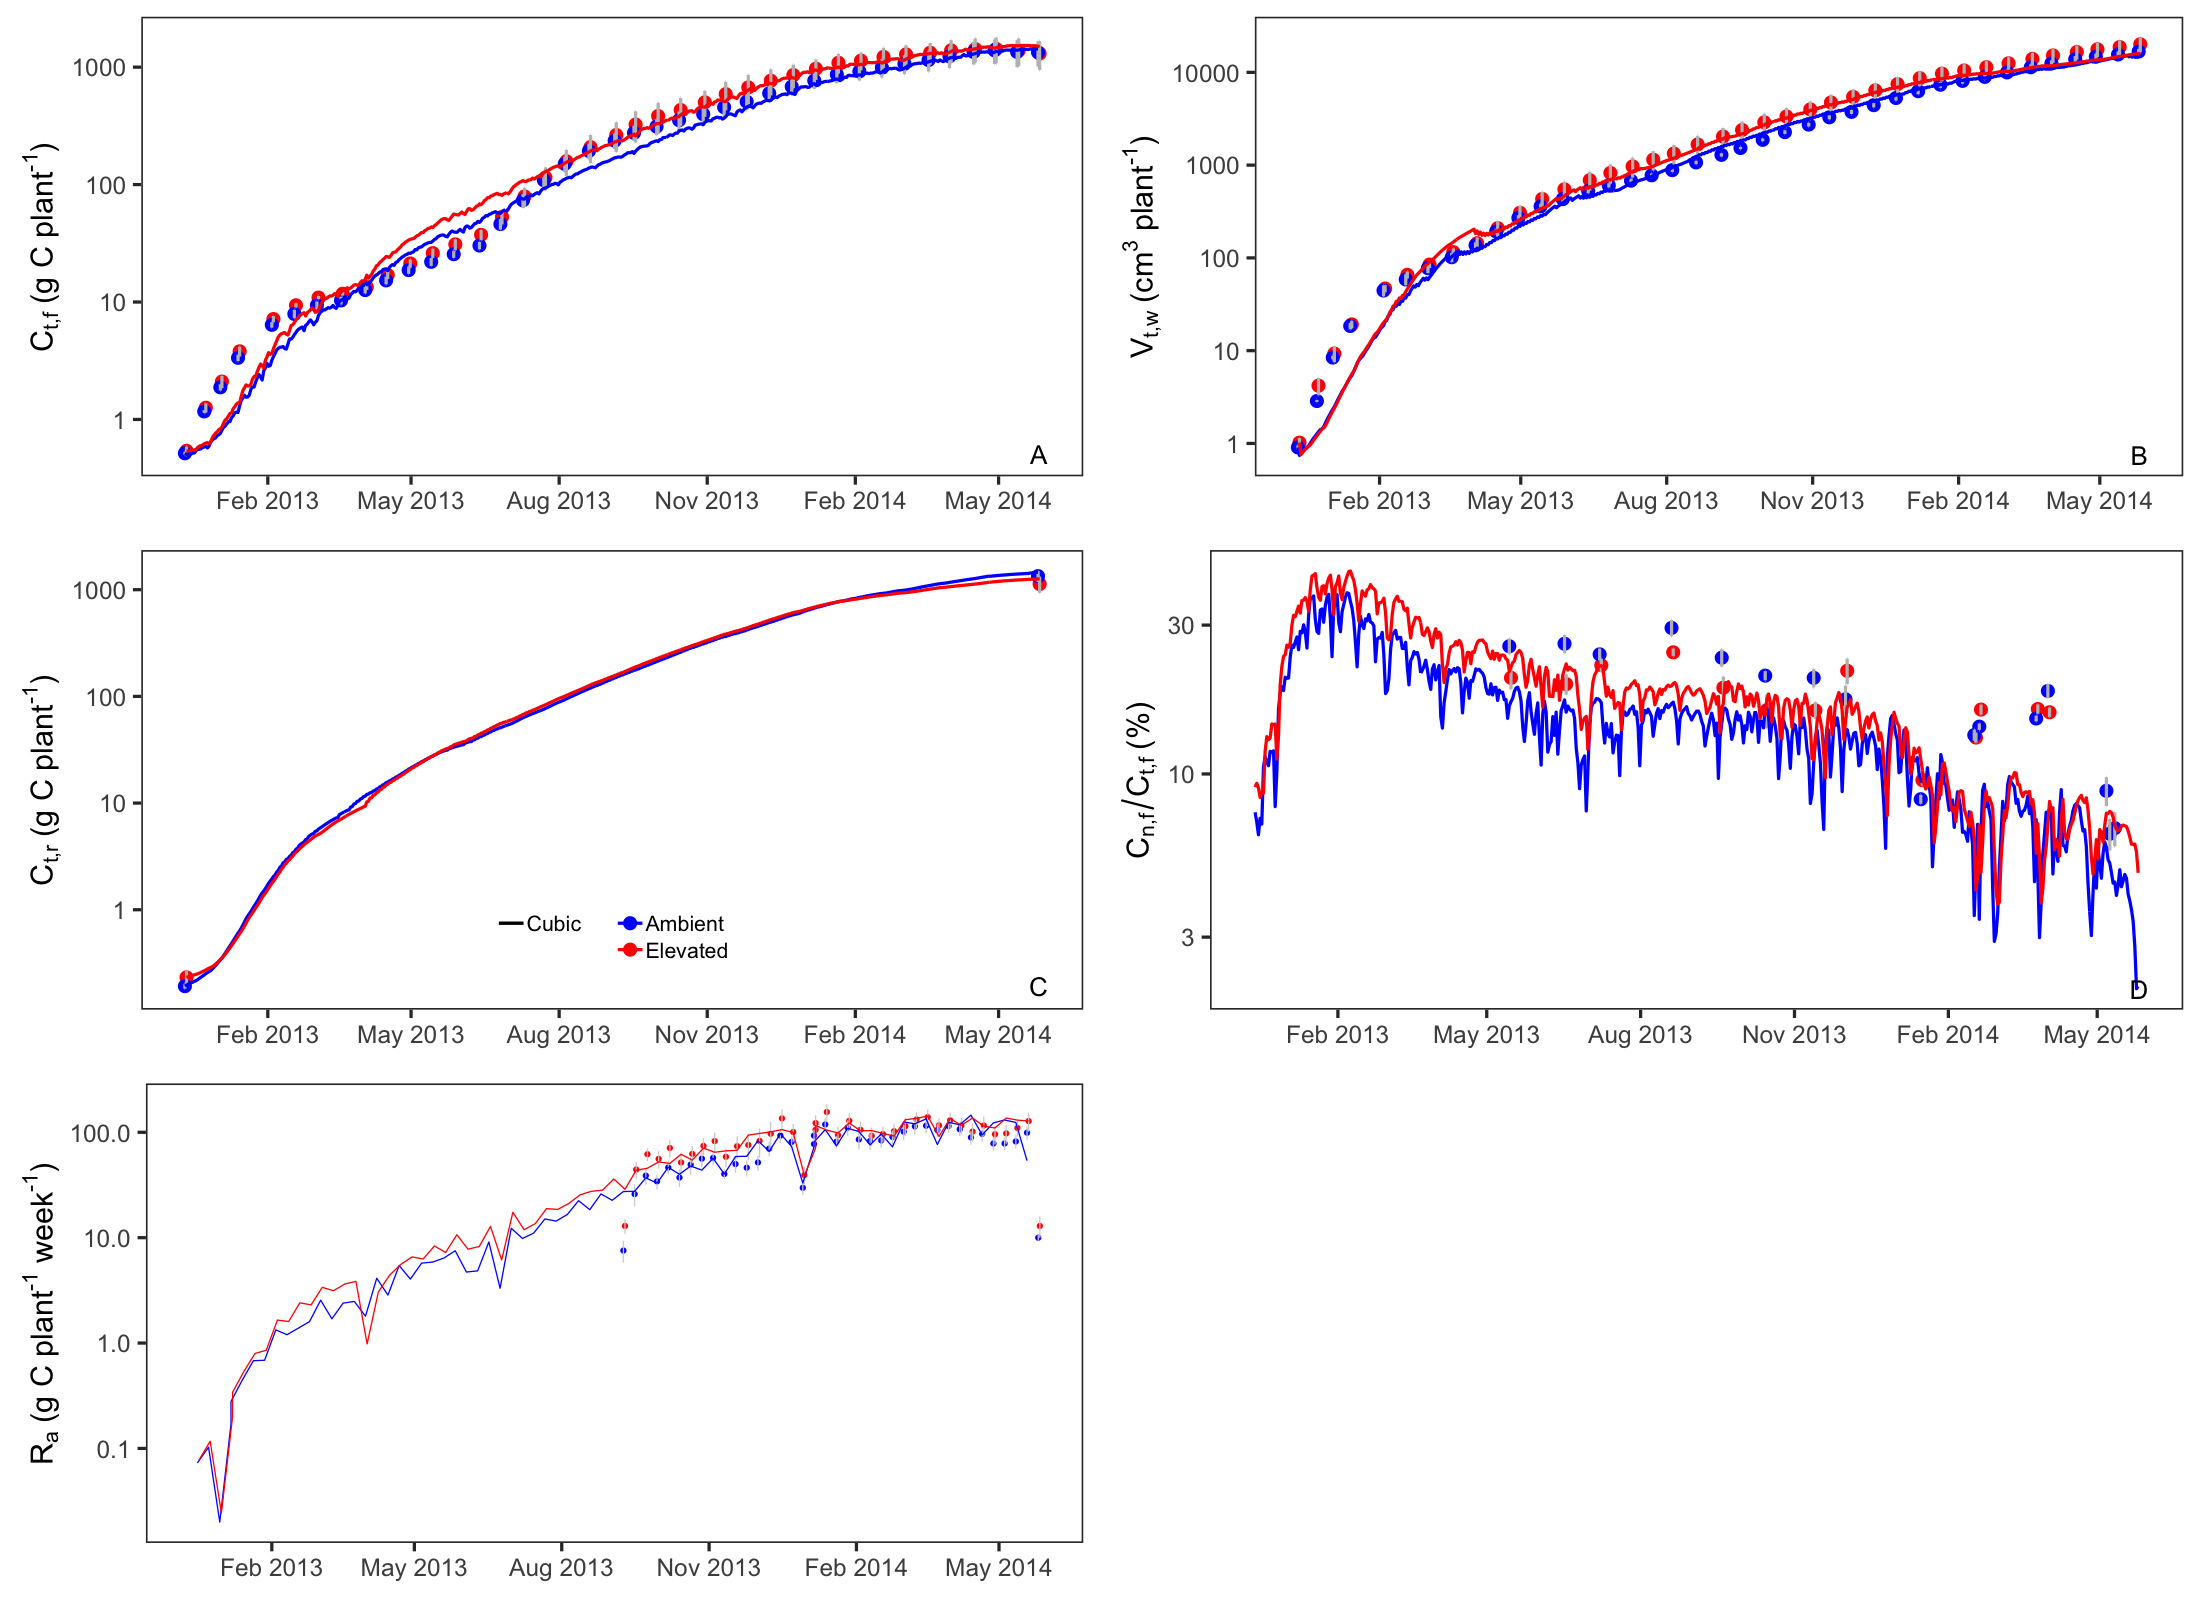 C_t,f (g C plant^-1)
1000
100
10
1
Feb 2013 May 2013 Aug 2013 Nov 2013 Feb 2014 May 2014
A
V_t,w (cm^3 plant^-1)
10000
1000
100
10
1
Feb 2013 May 2013 Aug 2013 Nov 2013 Feb 2014 May 2014
B
C_t,r (g C plant^-1)
1000
100
10
1
Cubic Ambient
Elevated
C
Feb 2013 May 2013 Aug 2013 Nov 2013 Feb 2014 May 2014
C_n,f/C_t,f (%)
30
10
3
D
Feb 2013 May 2013 Aug 2013 Nov 2013 Feb 2014 May 2014
R_a (g C plant^-1 week^-1)
100.0
10.0
1.0
0.1
Feb 2013 May 2013 Aug 2013 Nov 2013 Feb 2014 May 2014